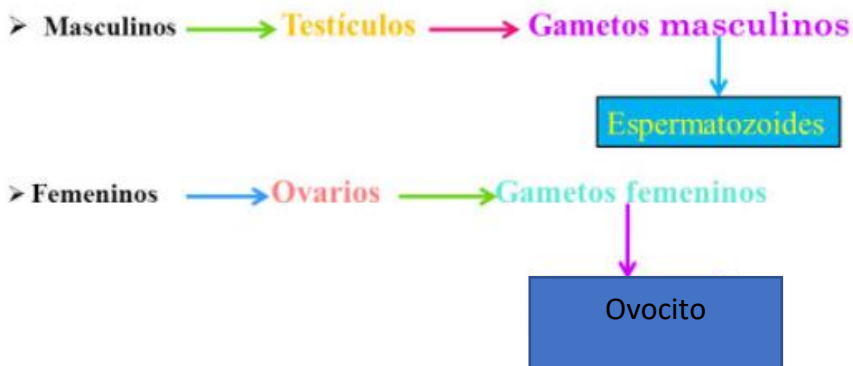 ➢ Masculinos Testículos Gametos masculinos
Espermatozoides
➢ Femeninos Ovarios Gametos femeninos
Ovocito